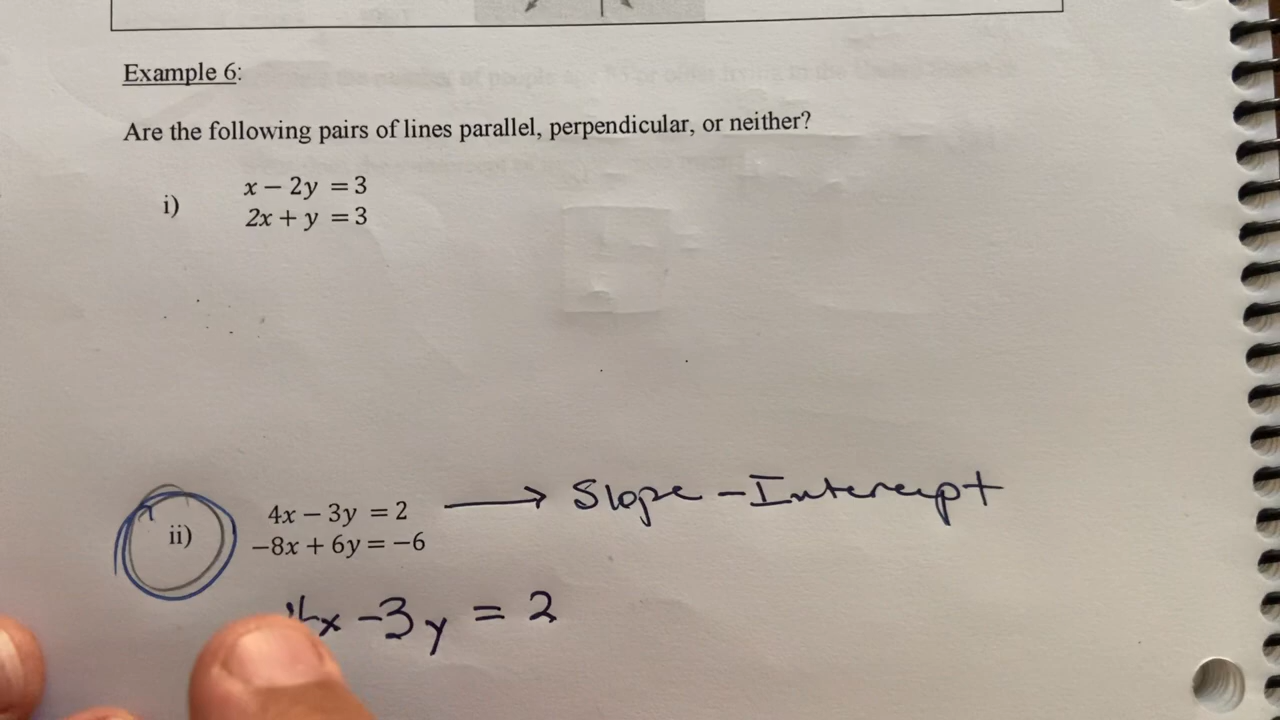 Example 6:
Are the following pairs of lines parallel, perpendicular, or neither?
i)
x − 2y = 3
2x + y = 3
ii)
4x − 3y = 2 → Slope-Intercept
−8x + 6y = −6
4x − 3y = 2